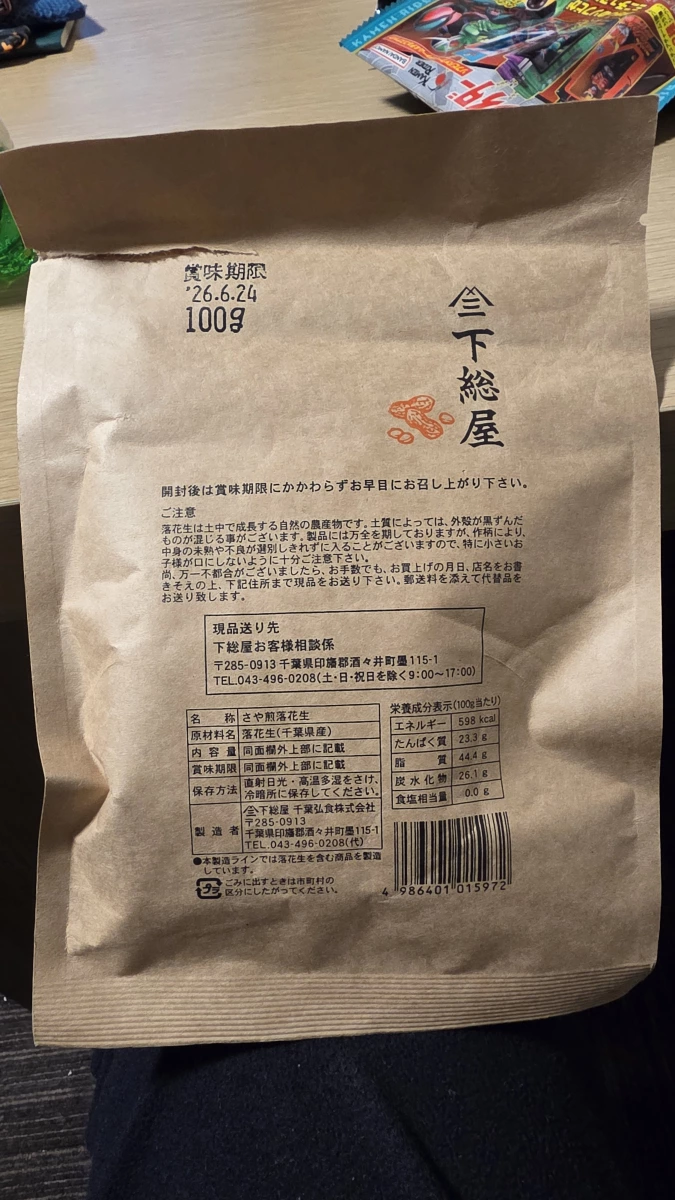 KAMEN RIDE
BANDAI NAMCO
KAMEN
RIDER
賞味期限
'26.6.24
100g
下総屋
開封後は賞味期限にかかわらずお早目にお召し上がり下さい。
ご注意
落花生は土中で成長する自然の農産物です。土質によっては、外殻が黒ずんだ
ものが混じる事がございます。製品には万全を期しておりますが、作柄により、
中身の未熟や不良が選別しきれずに入ることがございますので、特に小さいお
子様が口にしないように十分ご注意下さい。
尚、万一不都合がございましたら、お手数でも、お買上げの月日、店名をお書
きそえの上、下記住所まで現品をお送り下さい。郵送料を添えて代替品を
お送り致します。
現品送り先
下総屋お客様相談係
〒285-0913 千葉県印旛郡酒々井町墨115-1
TEL.043-496-0208(土・日・祝日を除く9:00〜17:00)
名称 さや煎落花生
原材料名 落花生(千葉県産)
内容量 同面欄外上部に記載
賞味期限 同面欄外上部に記載
保存方法 直射日光・高温多湿をさけ、
冷暗所に保存してください。
製造者 下総屋 千葉弘食株式会社
〒285-0913
千葉県印旛郡酒々井町墨115-1
TEL.043-496-0208(代)
●本製造ラインでは落花生を含む商品を製造
しています。
プラ
ごみに出すときは市町村の
区分にしたがってください。
栄養成分表示(100g当たり)
エネルギー 598 kcal
たんぱく質 23.3 g
脂質 44.4 g
炭水化物 26.1 g
食塩相当量 0.0 g
4 986401 015972